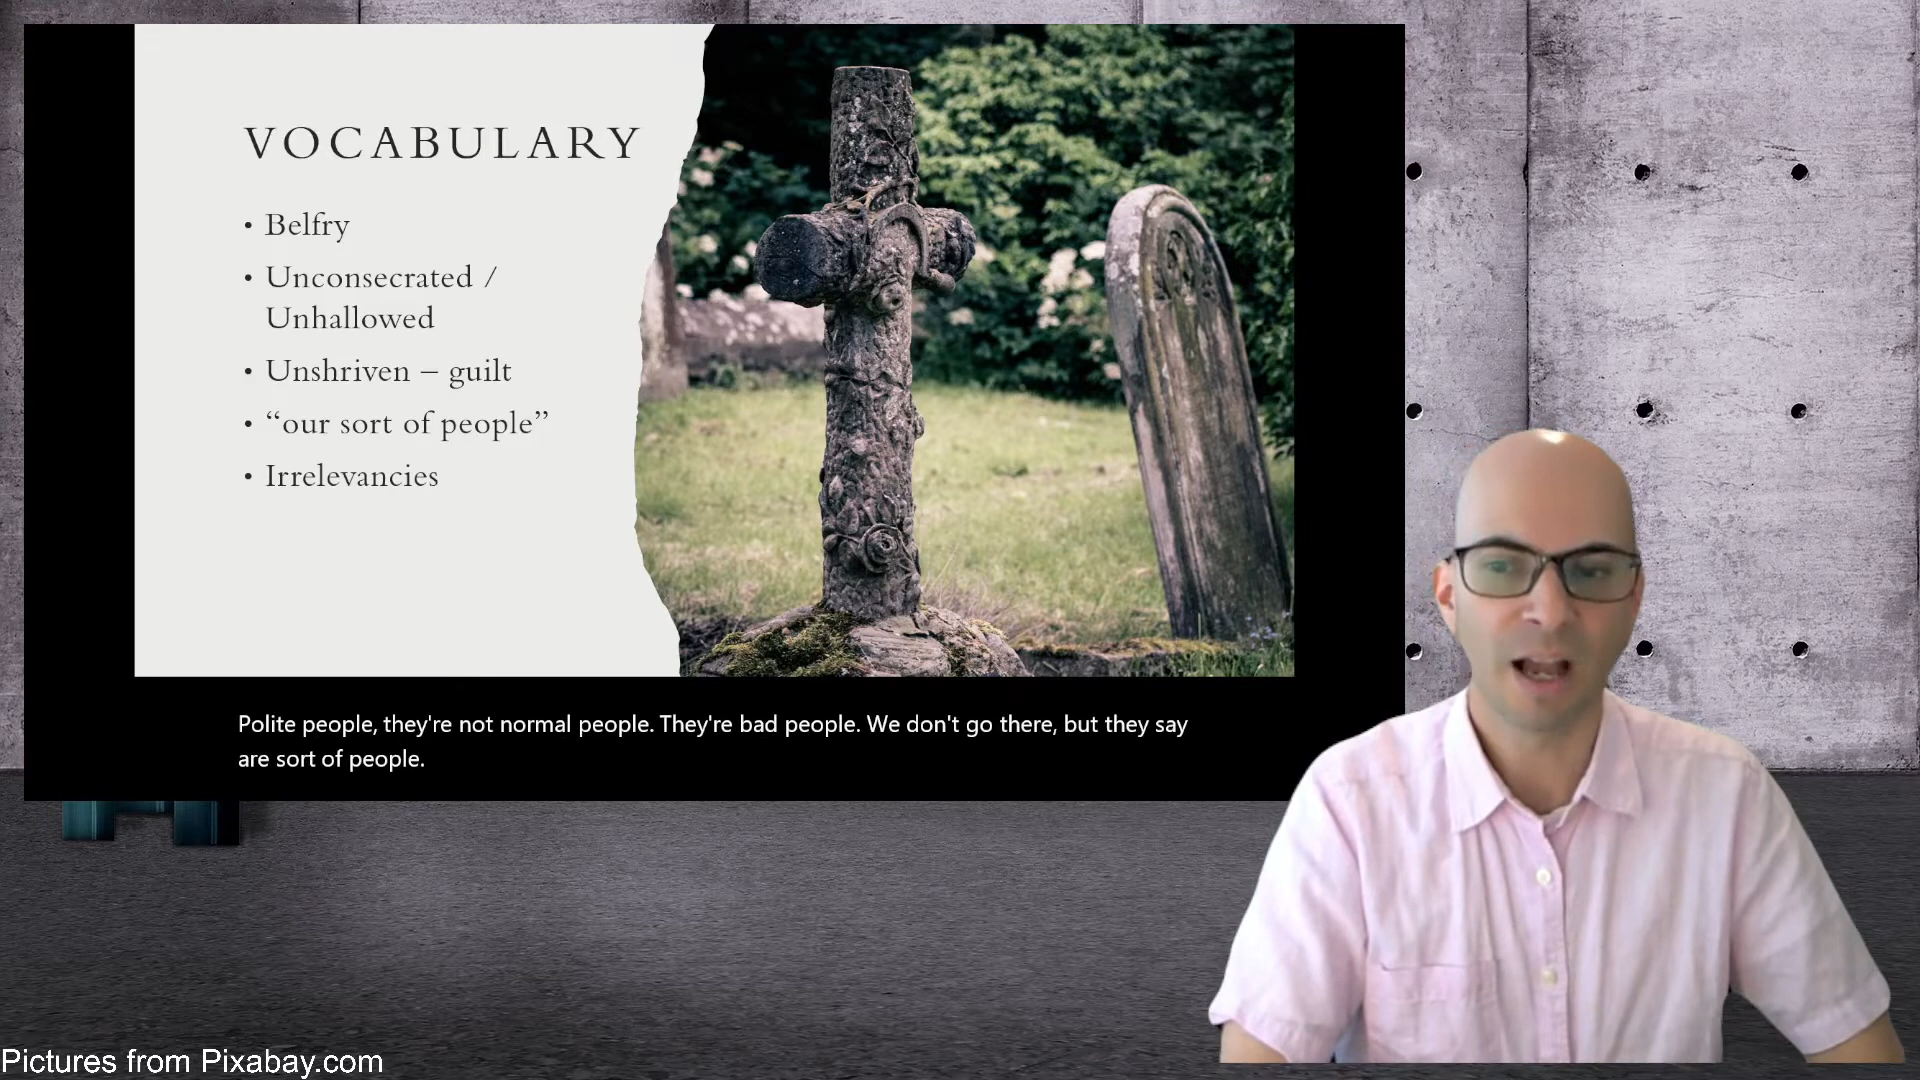 VOCABULARY
• Belfry
• Unconsecrated /
Unhallowed
• Unshriven – guilt
• “our sort of people”
• Irrelevancies
Polite people, they're not normal people. They're bad people. We don't go there, but they say
are sort of people.
Pictures from Pixabay.com